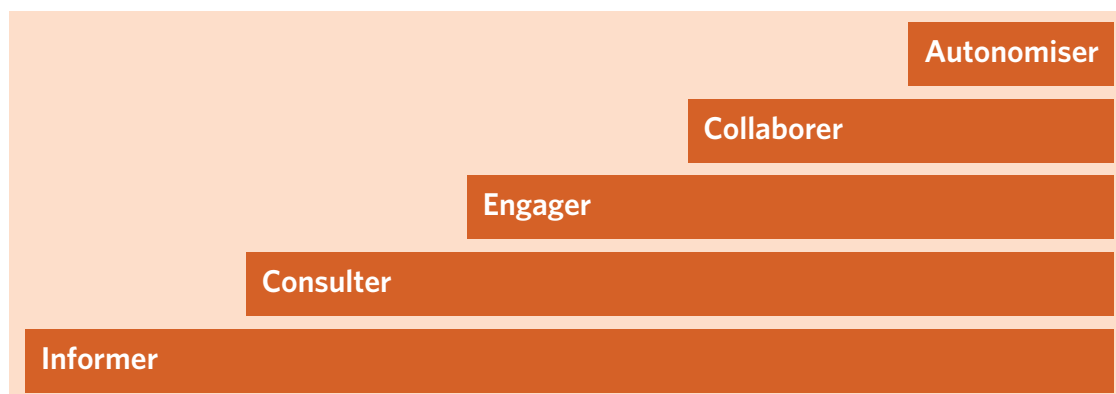 Autonomiser
Collaborer
Engager
Consulter
Informer